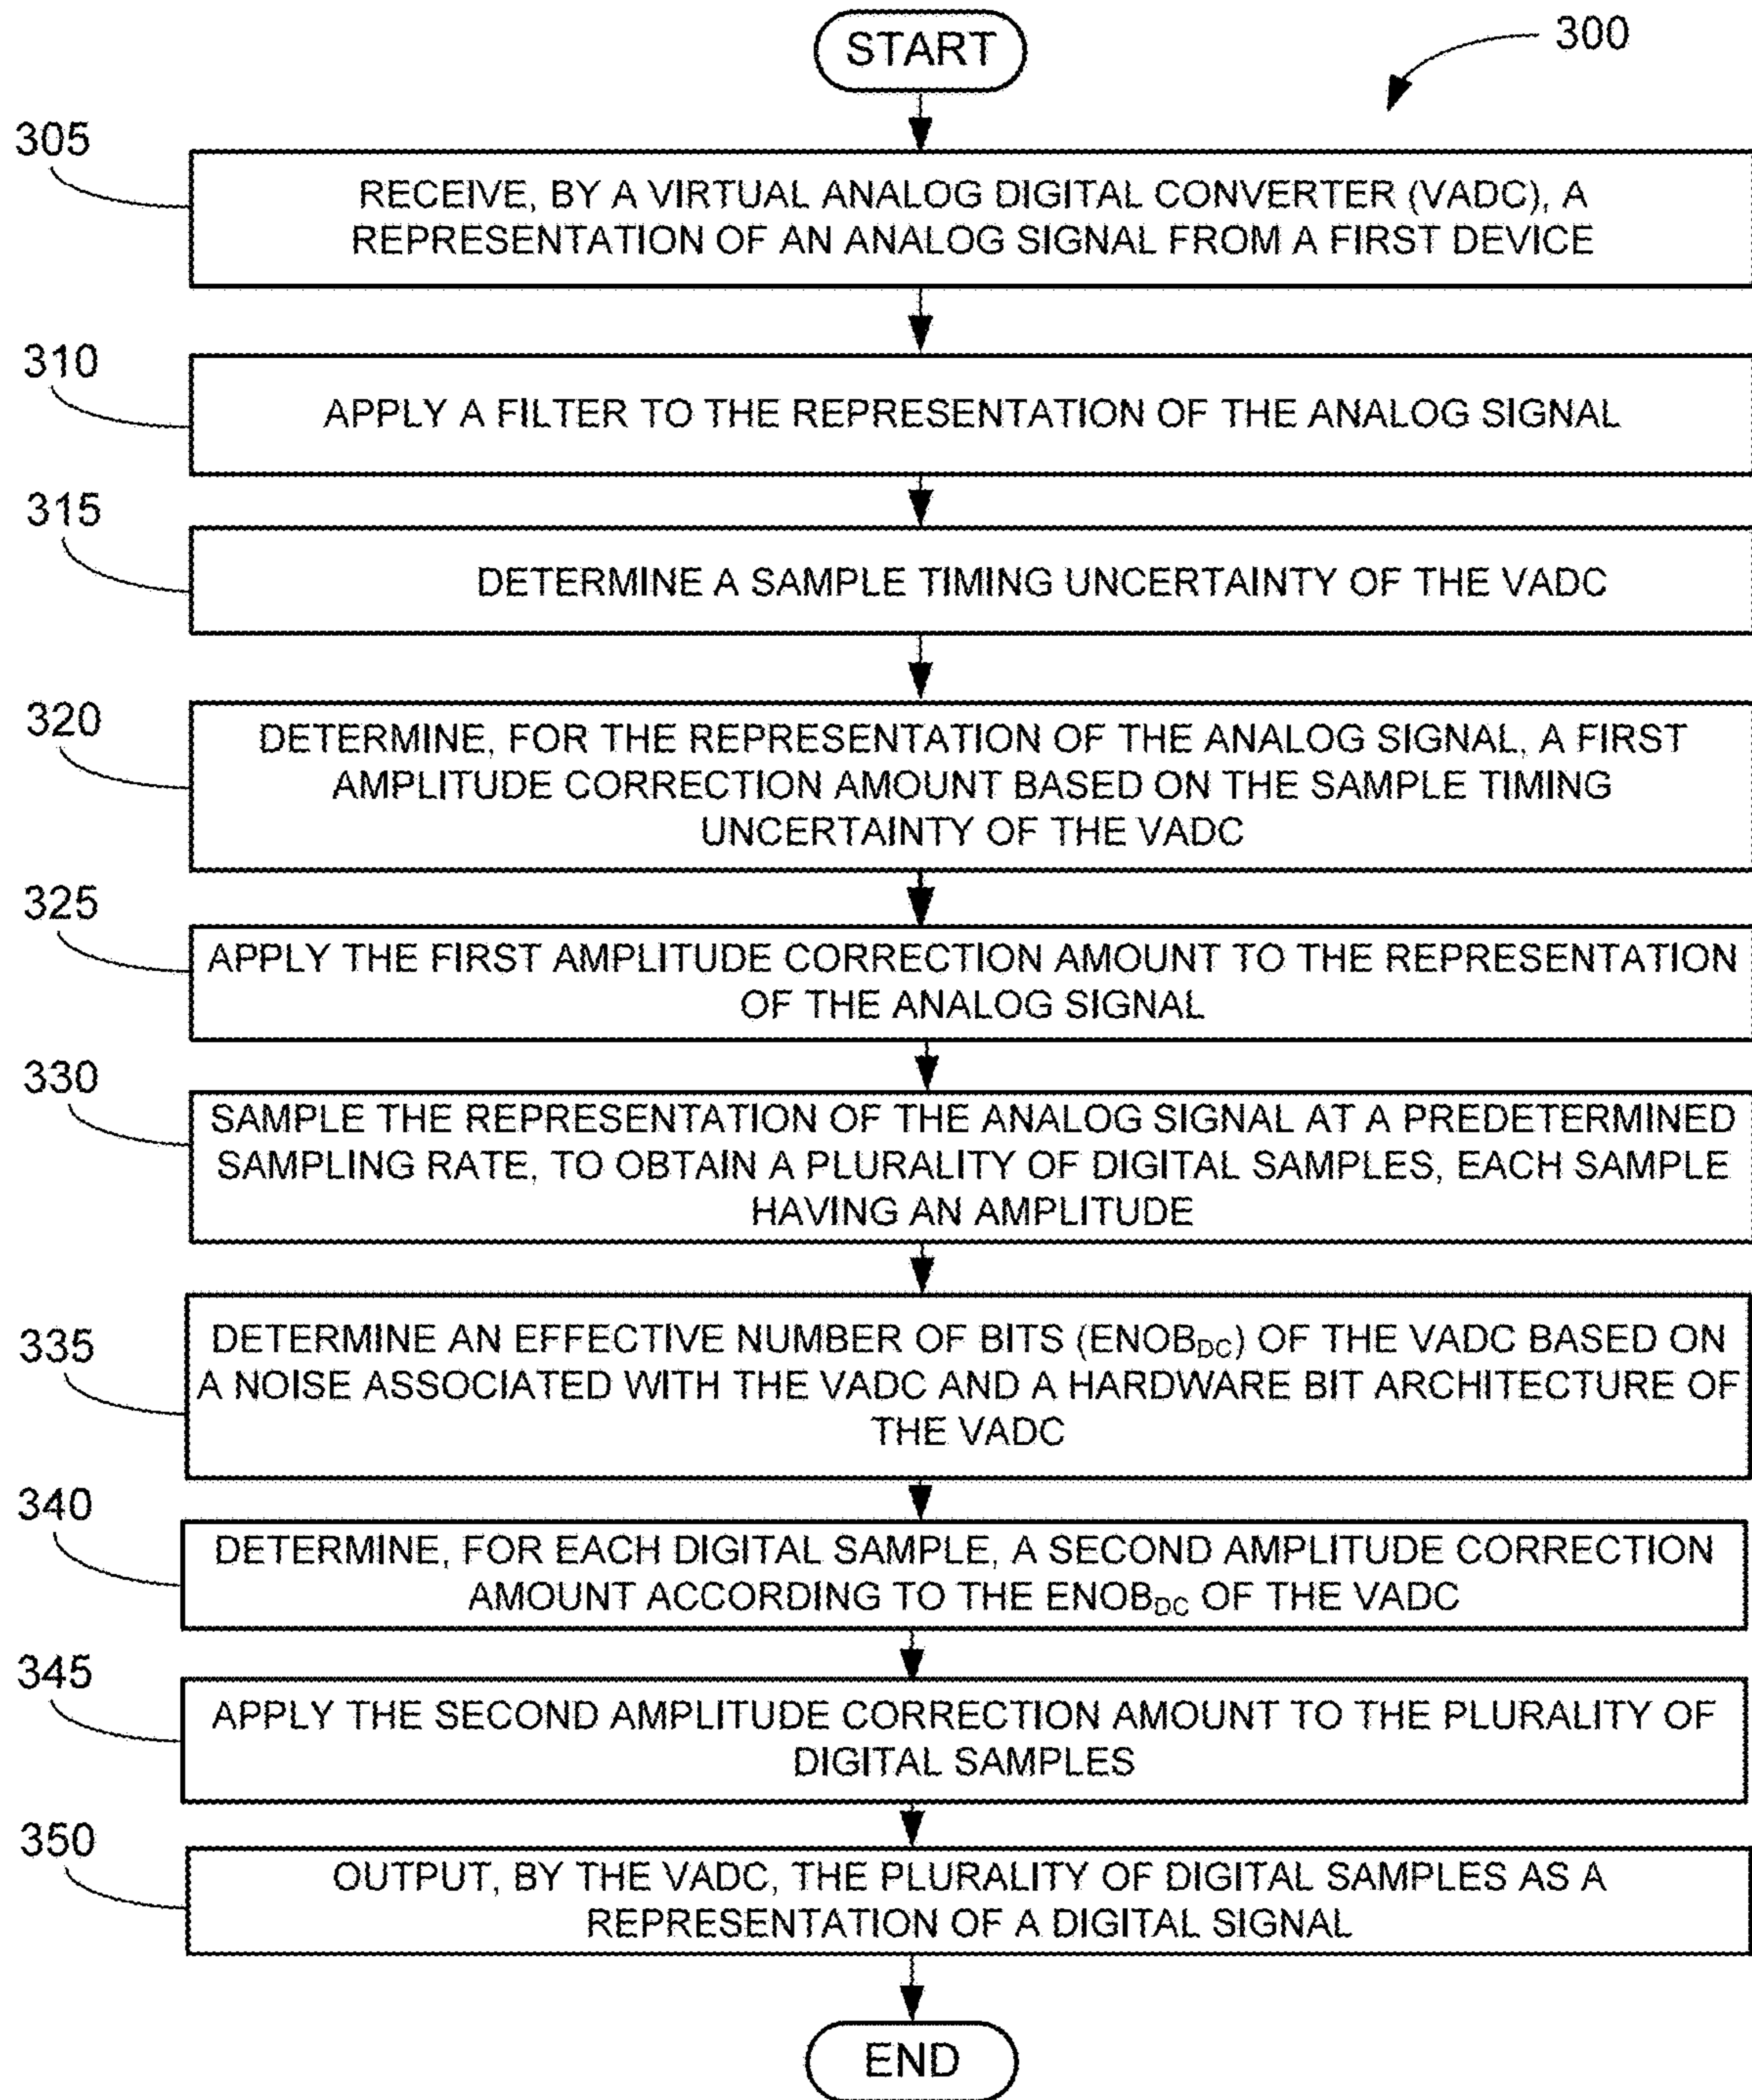 START
300
305
RECEIVE, BY A VIRTUAL ANALOG DIGITAL CONVERTER (VADC), A
REPRESENTATION OF AN ANALOG SIGNAL FROM A FIRST DEVICE
310
APPLY A FILTER TO THE REPRESENTATION OF THE ANALOG SIGNAL
315
DETERMINE A SAMPLE TIMING UNCERTAINTY OF THE VADC
320
DETERMINE, FOR THE REPRESENTATION OF THE ANALOG SIGNAL, A FIRST
AMPLITUDE CORRECTION AMOUNT BASED ON THE SAMPLE TIMING
UNCERTAINTY OF THE VADC
325
APPLY THE FIRST AMPLITUDE CORRECTION AMOUNT TO THE REPRESENTATION
OF THE ANALOG SIGNAL
330
SAMPLE THE REPRESENTATION OF THE ANALOG SIGNAL AT A PREDETERMINED
SAMPLING RATE, TO OBTAIN A PLURALITY OF DIGITAL SAMPLES, EACH SAMPLE
HAVING AN AMPLITUDE
335
DETERMINE AN EFFECTIVE NUMBER OF BITS (ENOB_DC) OF THE VADC BASED ON
A NOISE ASSOCIATED WITH THE VADC AND A HARDWARE BIT ARCHITECTURE OF
THE VADC
340
DETERMINE, FOR EACH DIGITAL SAMPLE, A SECOND AMPLITUDE CORRECTION
AMOUNT ACCORDING TO THE ENOB_DC OF THE VADC
345
APPLY THE SECOND AMPLITUDE CORRECTION AMOUNT TO THE PLURALITY OF
DIGITAL SAMPLES
350
OUTPUT, BY THE VADC, THE PLURALITY OF DIGITAL SAMPLES AS A
REPRESENTATION OF A DIGITAL SIGNAL
END